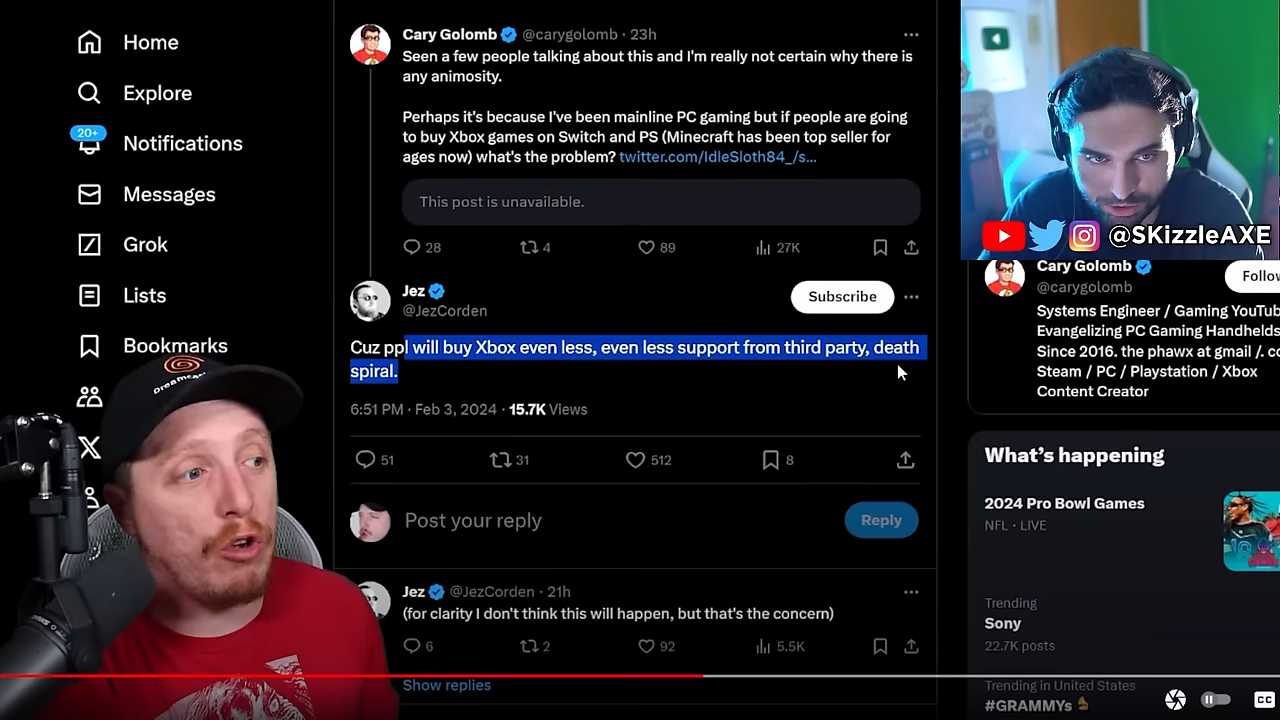 Home
Explore
20+
Notifications
Messages
Grok
Lists
Bookmarks
Cary Golomb @carygolomb · 23h
Seen a few people talking about this and I'm really not certain why there is
any animosity.
Perhaps it's because I've been mainline PC gaming but if people are going
to buy Xbox games on Switch and PS (Minecraft has been top seller for
ages now) what's the problem? twitter.com/IdleSloth84_/s...
This post is unavailable.
28 4 89 27K
Jez
@JezCorden
Subscribe
Cuz ppl will buy Xbox even less, even less support from third party, death
spiral.
6:51 PM · Feb 3, 2024 · 15.7K Views
51 31 512 8
Post your reply
Reply
Jez @JezCorden · 21h
(for clarity I don't think this will happen, but that's the concern)
6 2 92 5.5K
Show replies
Dreamcast
@SKizzleAXE
Cary Golomb
@carygolomb
Follow
Systems Engineer / Gaming YouTub
Evangelizing PC Gaming Handhelds
Since 2016. the phawx at gmail /. co
Steam / PC / Playstation / Xbox
Content Creator
What's happening
2024 Pro Bowl Games
NFL · LIVE
Trending
Sony
22.7K posts
Trending in United States
#GRAMMYs
CC